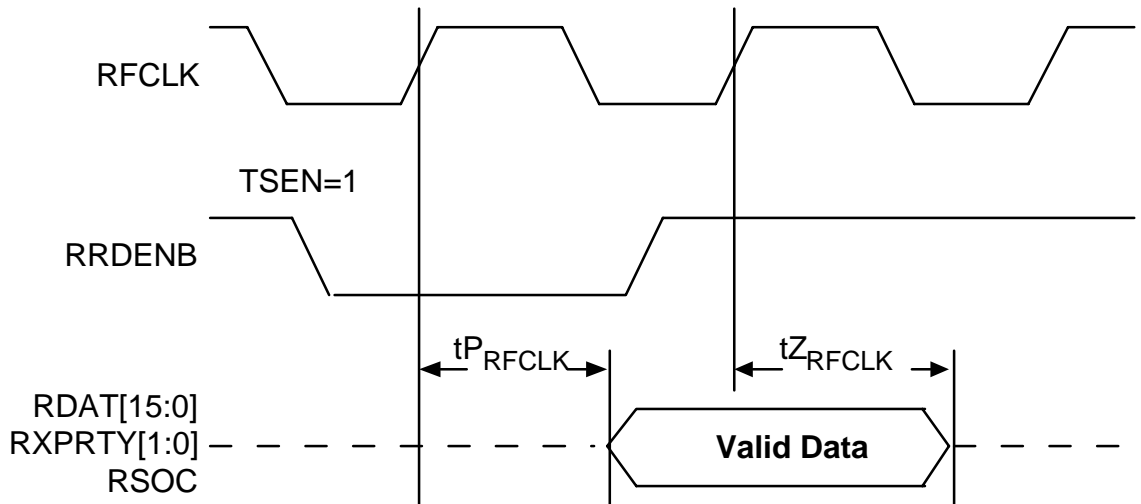 RFCLK
TSEN=1
RRDENB
tPRFCLK
tZRFCLK
RDAT[15:0]
RXPRTY[1:0]
RSOC
Valid Data